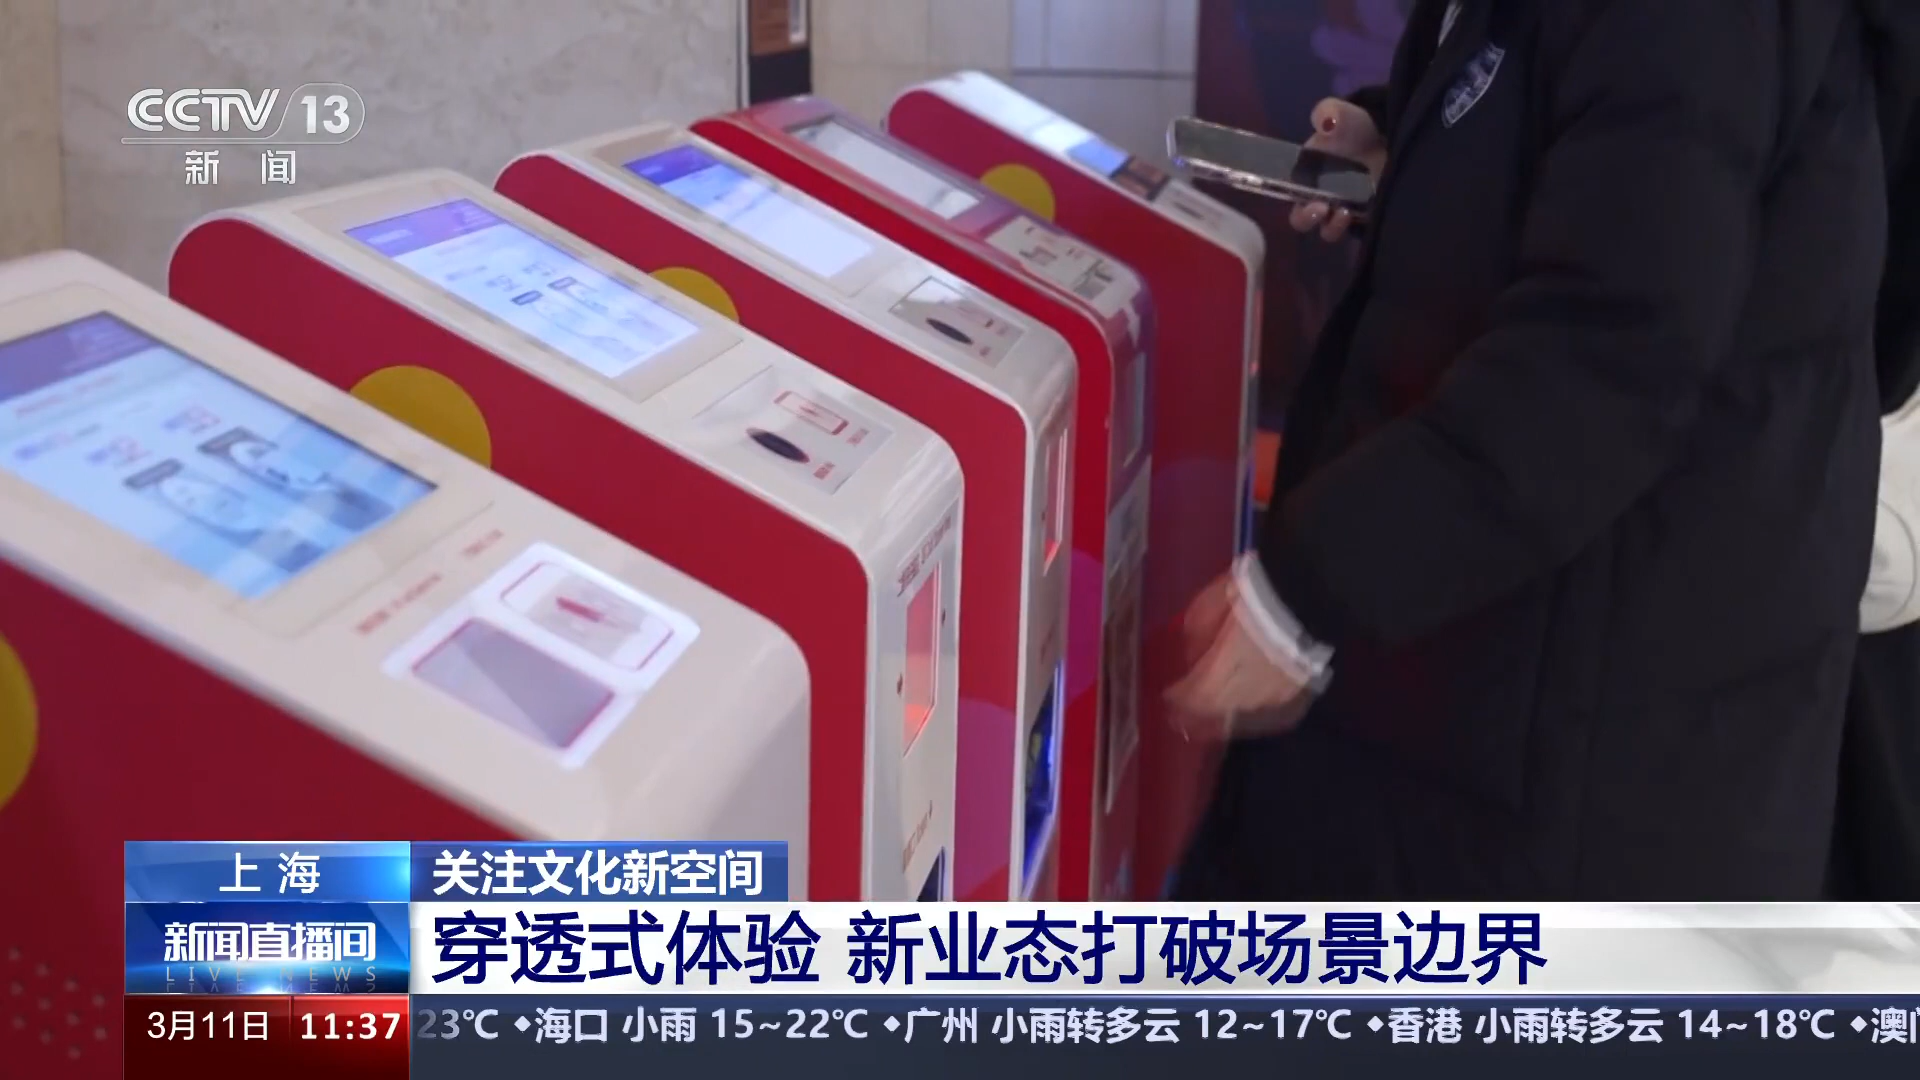 CCTV 13
新闻
上海
关注文化新空间
新闻直播间
LIVE NEWS
穿透式体验 新业态打破场景边界
3月11日 11:37
23℃ ◆海口 小雨 15~22℃ ◆广州 小雨转多云 12~17℃ ◆香港 小雨转多云 14~18℃ ◆澳门